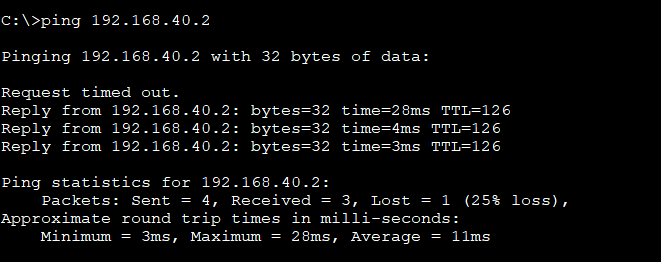 C:\>ping 192.168.40.2
Pinging 192.168.40.2 with 32 bytes of data:
Request timed out.
Reply from 192.168.40.2: bytes=32 time=28ms TTL=126
Reply from 192.168.40.2: bytes=32 time=4ms TTL=126
Reply from 192.168.40.2: bytes=32 time=3ms TTL=126
Ping statistics for 192.168.40.2:
    Packets: Sent = 4, Received = 3, Lost = 1 (25% loss),
Approximate round trip times in milli-seconds:
    Minimum = 3ms, Maximum = 28ms, Average = 11ms